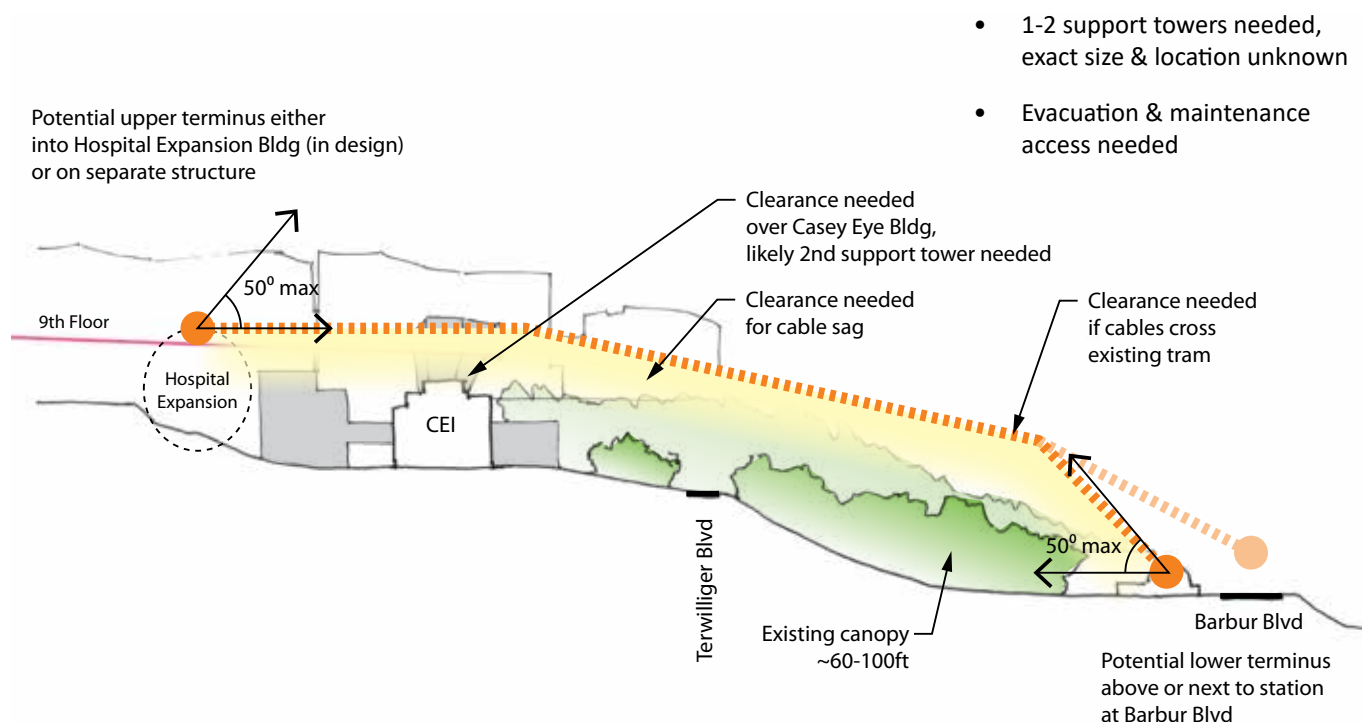 • 1-2 support towers needed,
exact size & location unknown
• Evacuation & maintenance
access needed
Potential upper terminus either
into Hospital Expansion Bldg (in design)
or on separate structure
Clearance needed
over Casey Eye Bldg,
likely 2nd support tower needed
50⁰ max
Clearance needed
for cable sag
Clearance needed
if cables cross
existing tram
9th Floor
Hospital
Expansion
CEI
Terwilliger Blvd
50⁰ max
Existing canopy
~60-100ft
Barbur Blvd
Potential lower terminus
above or next to station
at Barbur Blvd